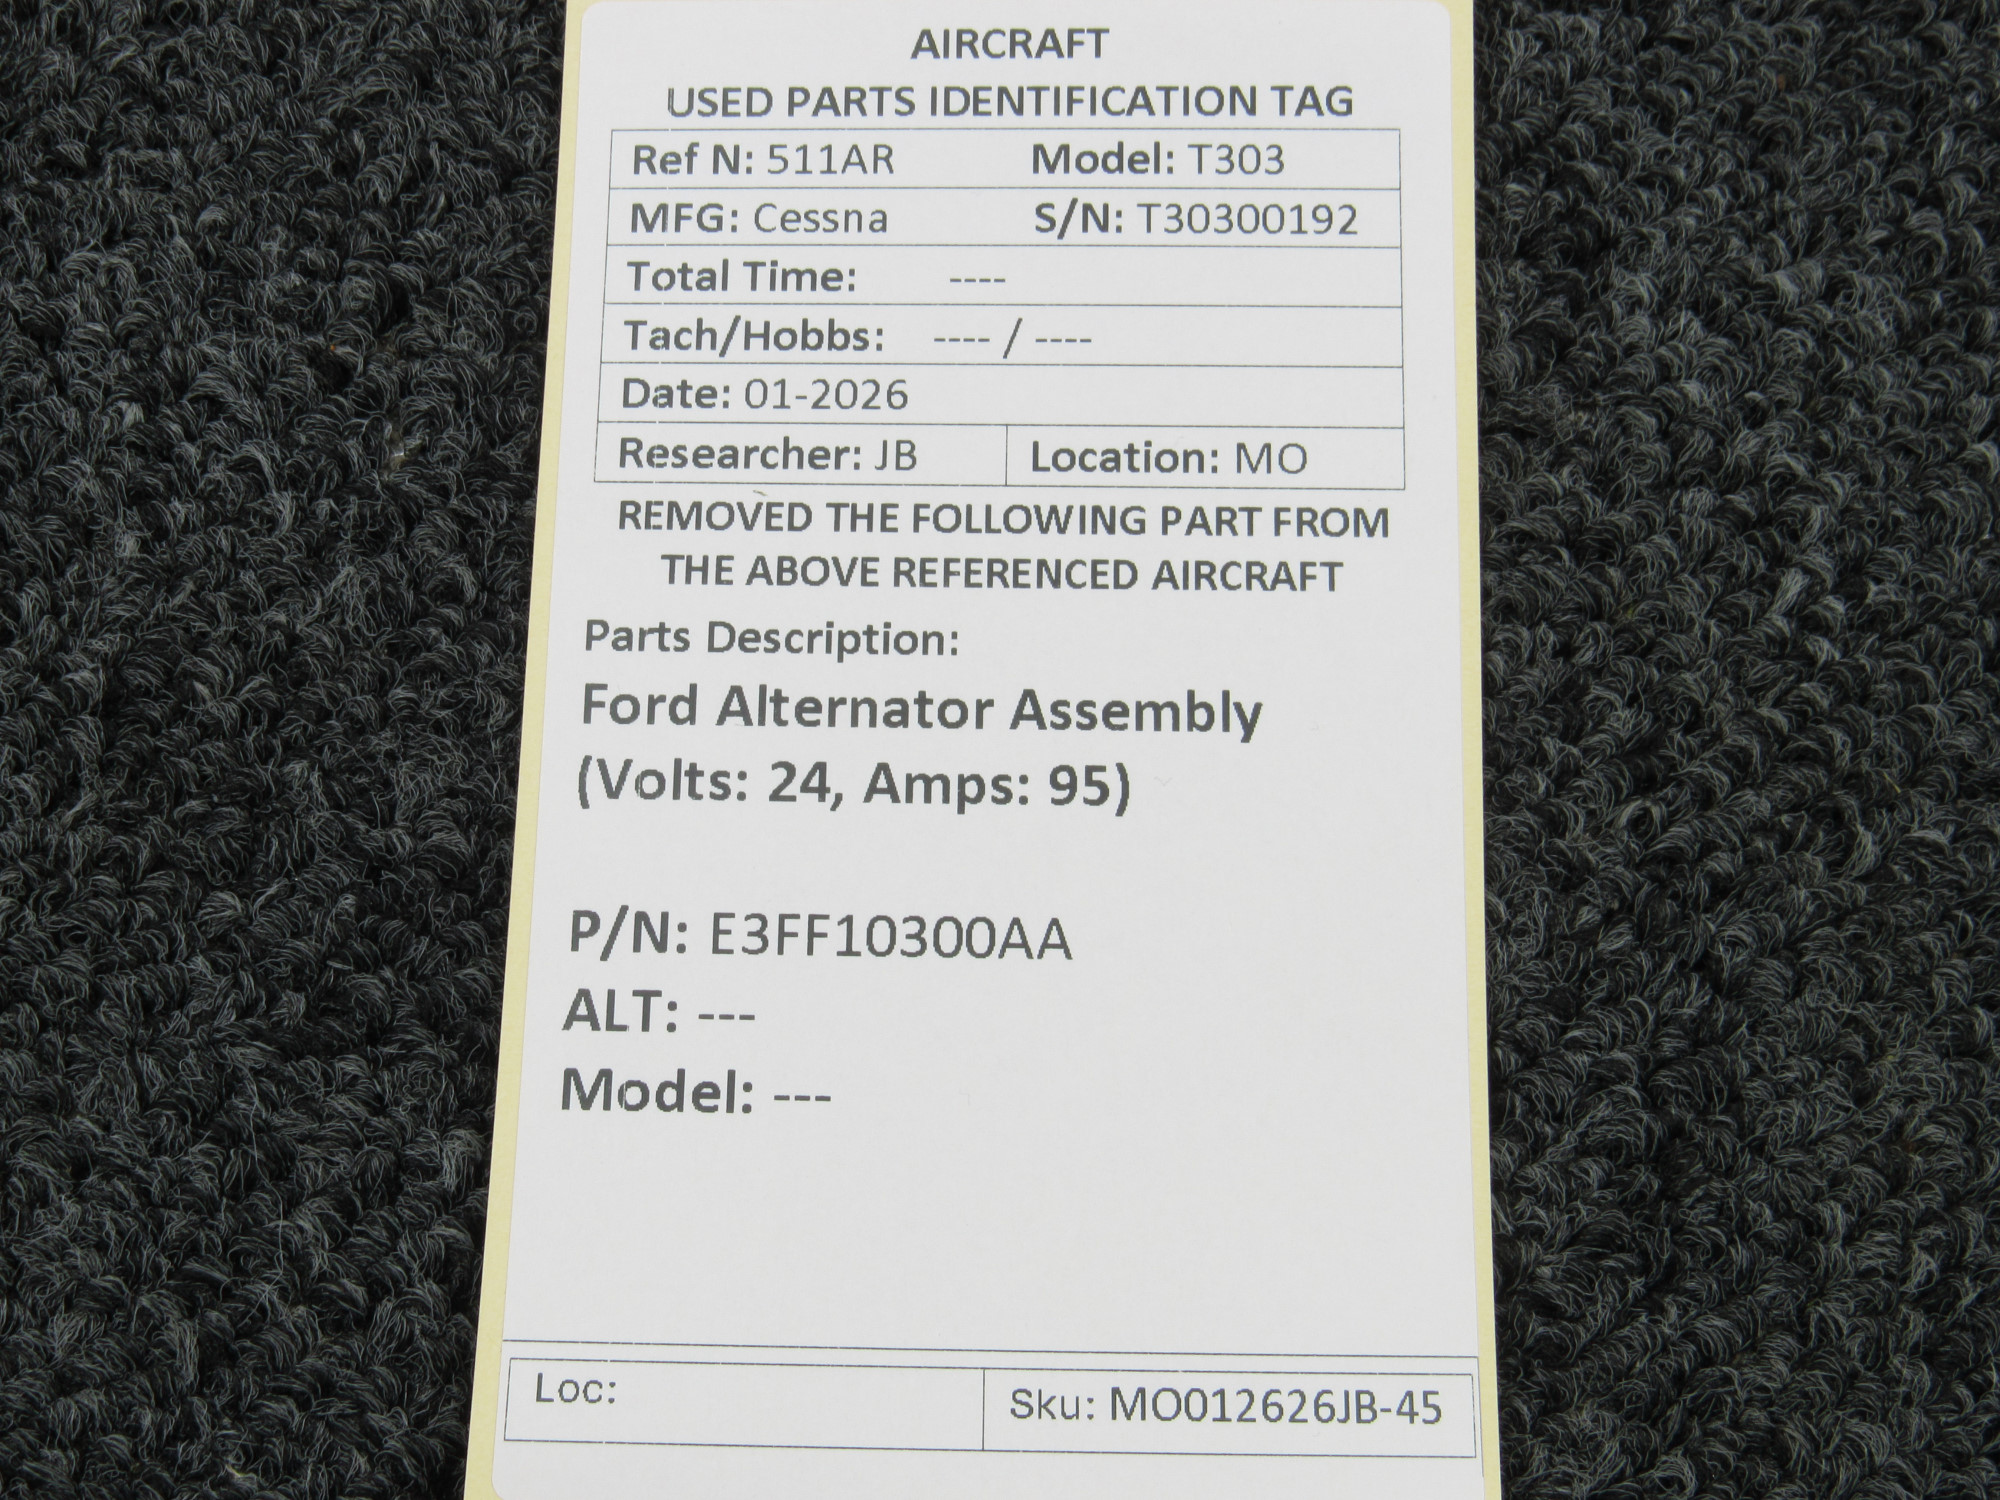 AIRCRAFT
USED PARTS IDENTIFICATION TAG
Ref N: 511AR Model: T303
MFG: Cessna S/N: T30300192
Total Time: ----
Tach/Hobbs: ---- / ----
Date: 01-2026
Researcher: JB Location: MO
REMOVED THE FOLLOWING PART FROM
THE ABOVE REFERENCED AIRCRAFT
Parts Description:
Ford Alternator Assembly
(Volts: 24, Amps: 95)
P/N: E3FF10300AA
ALT: ---
Model: ---
Loc: Sku: MO012626JB-45